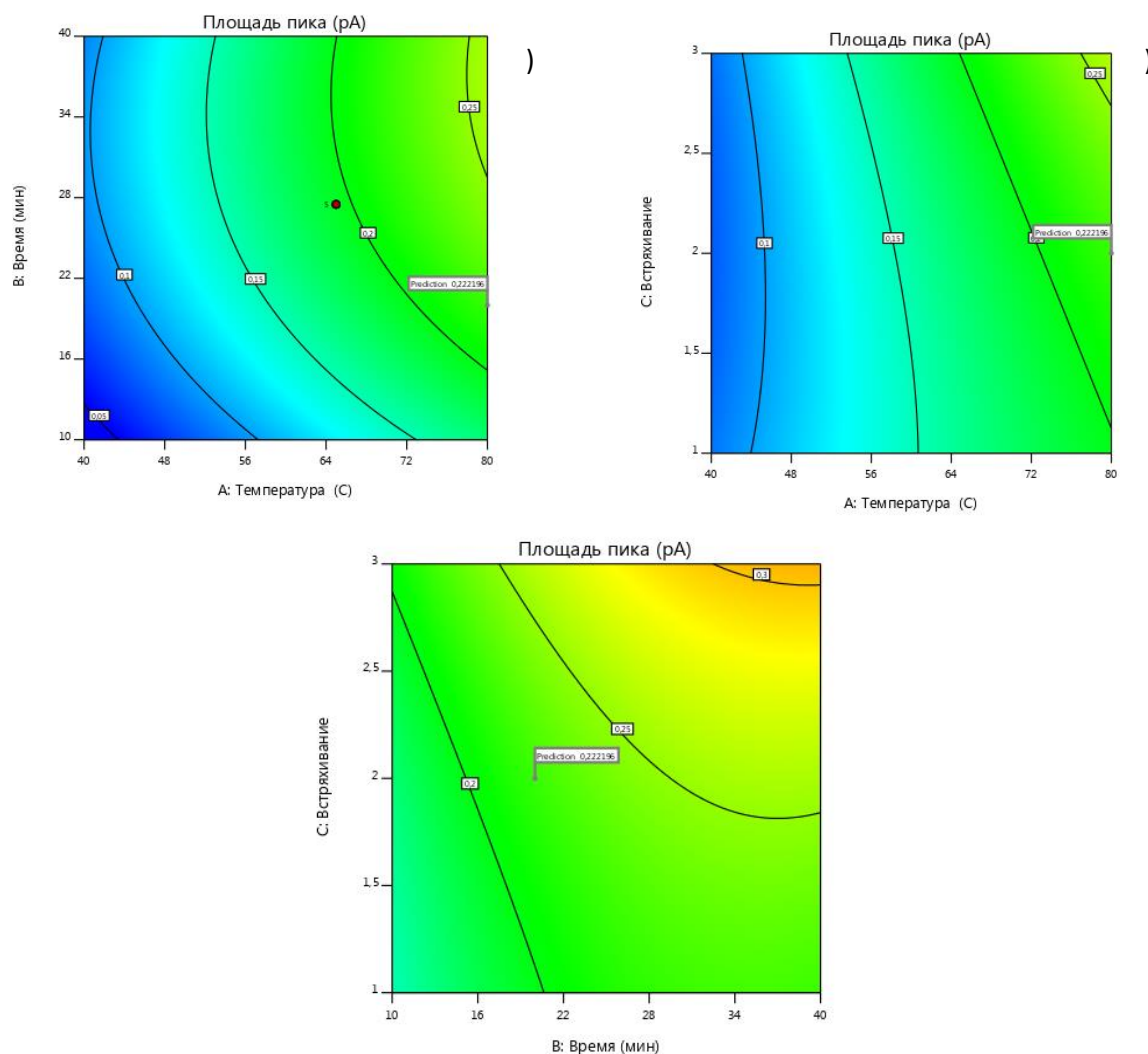 Площадь пика (pA)
40
34
28
22
16
10
B: Время (мин)
0,25
5
0,2
0,1
0,15
Prediction 0,222196
0,05
40 48 56 64 72 80
A: Температура (C)
)
Площадь пика (pA)
3
2,5
2
1,5
1
C: Встряхивание
0,25
0,1
0,15
Prediction 0,222196
40 48 56 64 72 80
A: Температура (C)
)
Площадь пика (pA)
3
2,5
2
1,5
1
C: Встряхивание
0,3
0,25
Prediction 0,222196
0,2
10 16 22 28 34 40
B: Время (мин)